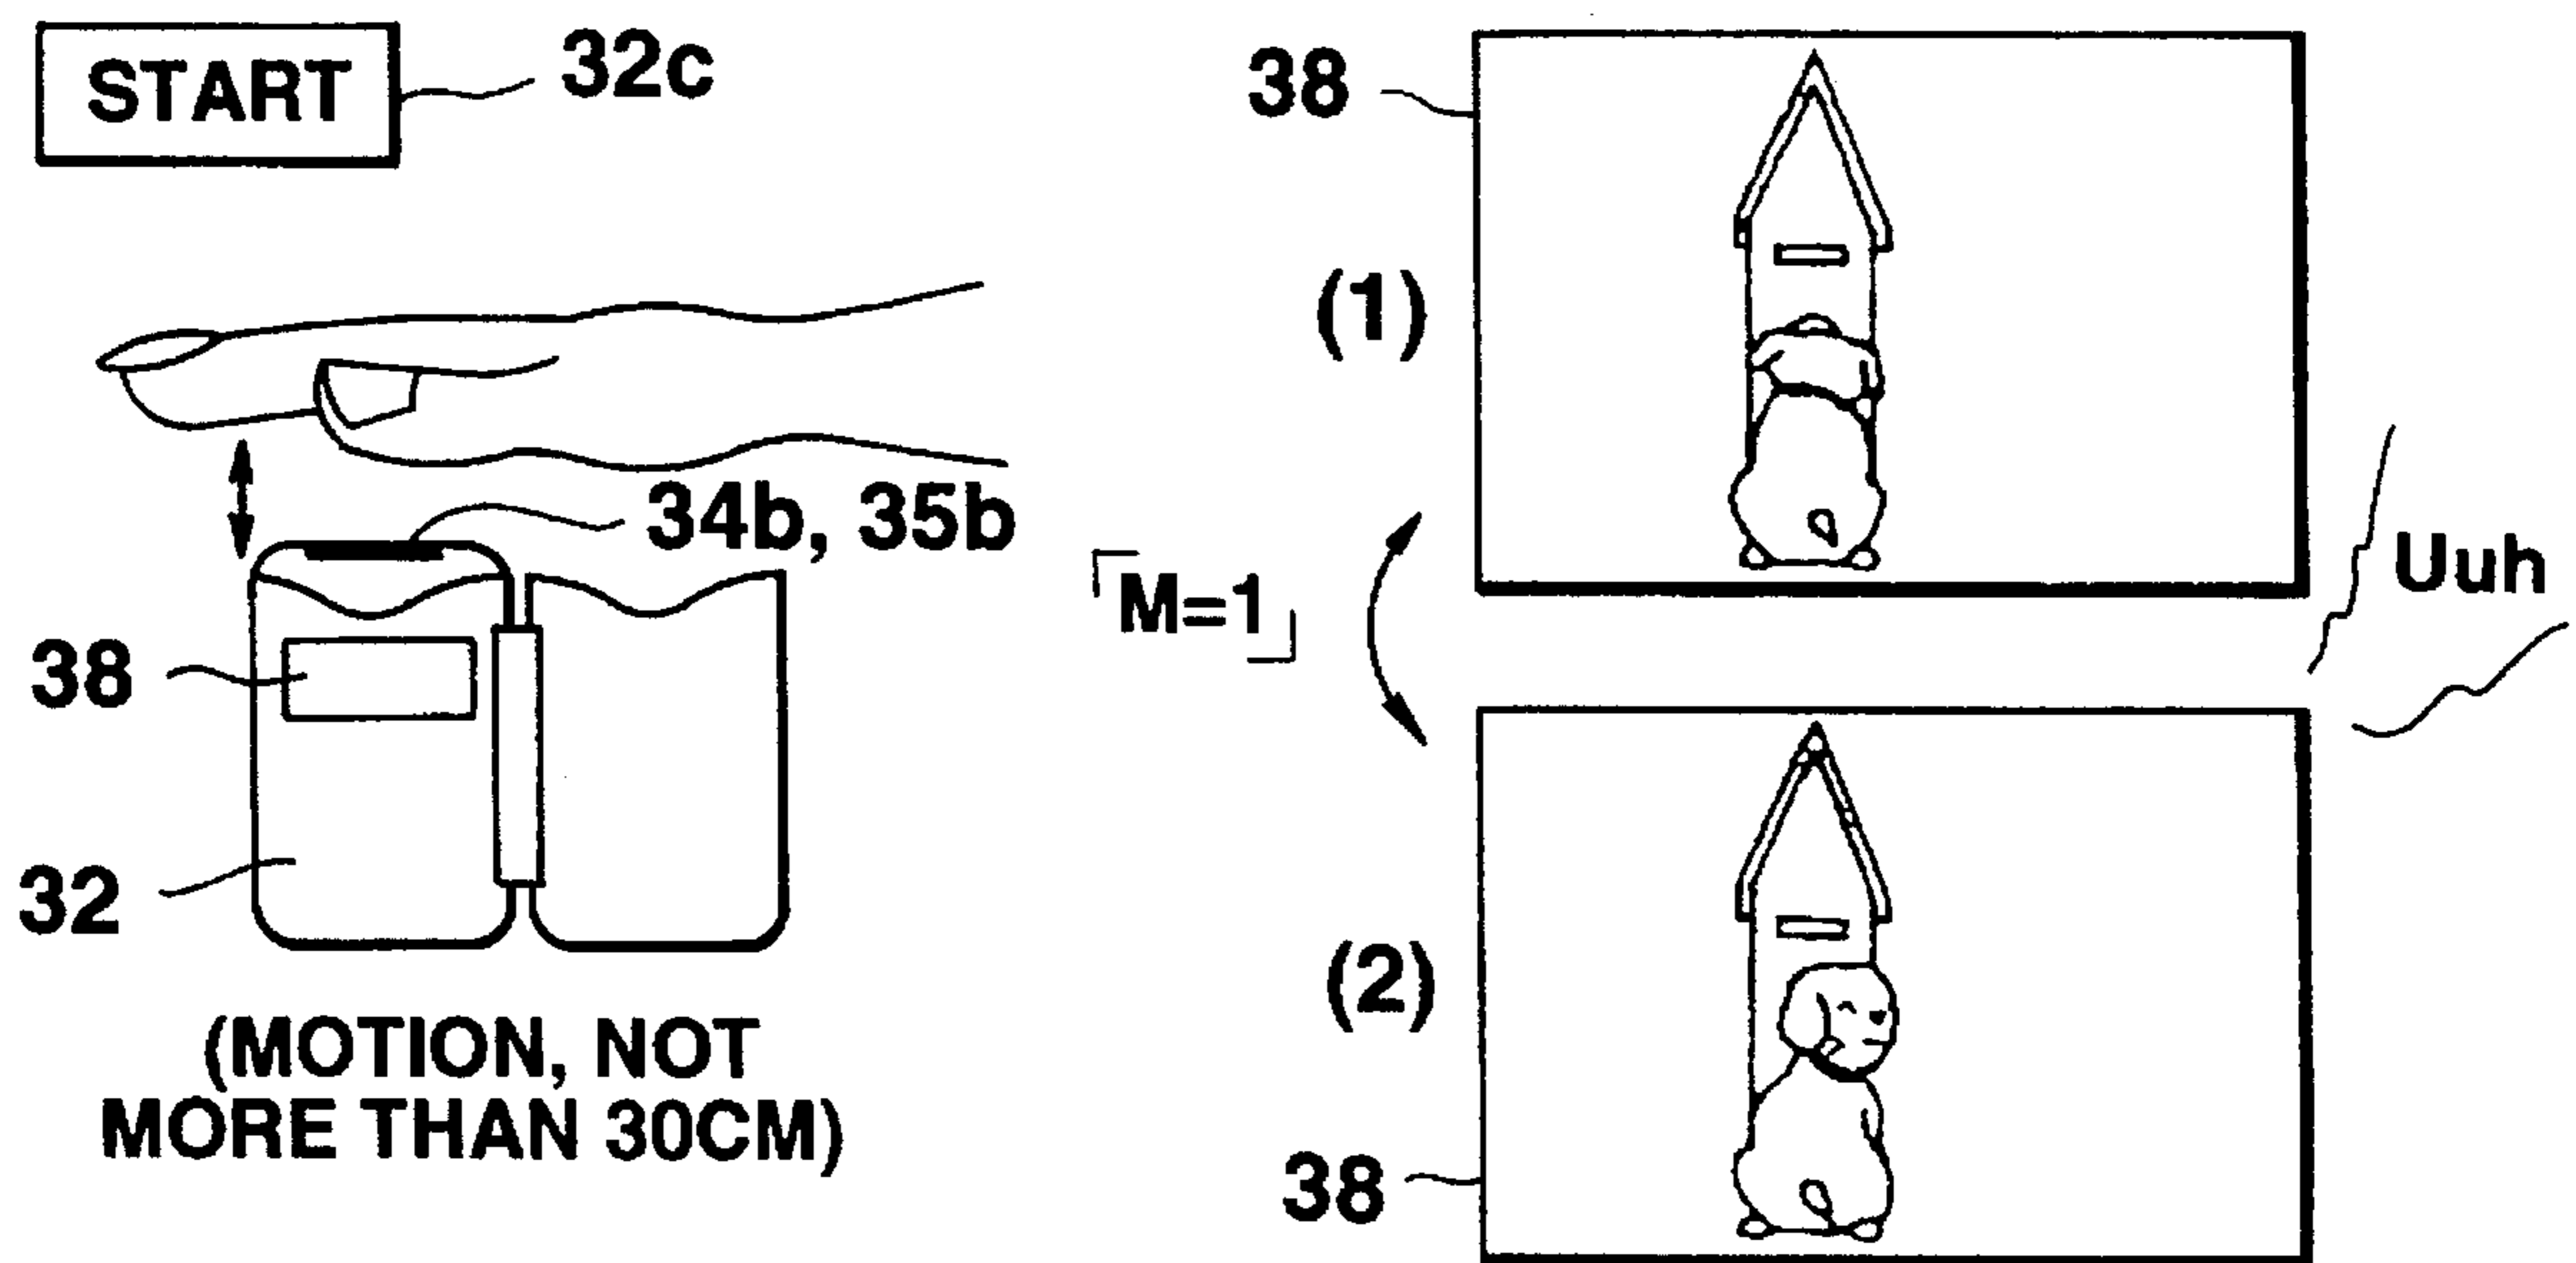 START
32c
34b, 35b
38
32
(MOTION, NOT
MORE THAN 30CM)
38
(1)
「M=1」
Uuh
(2)
38